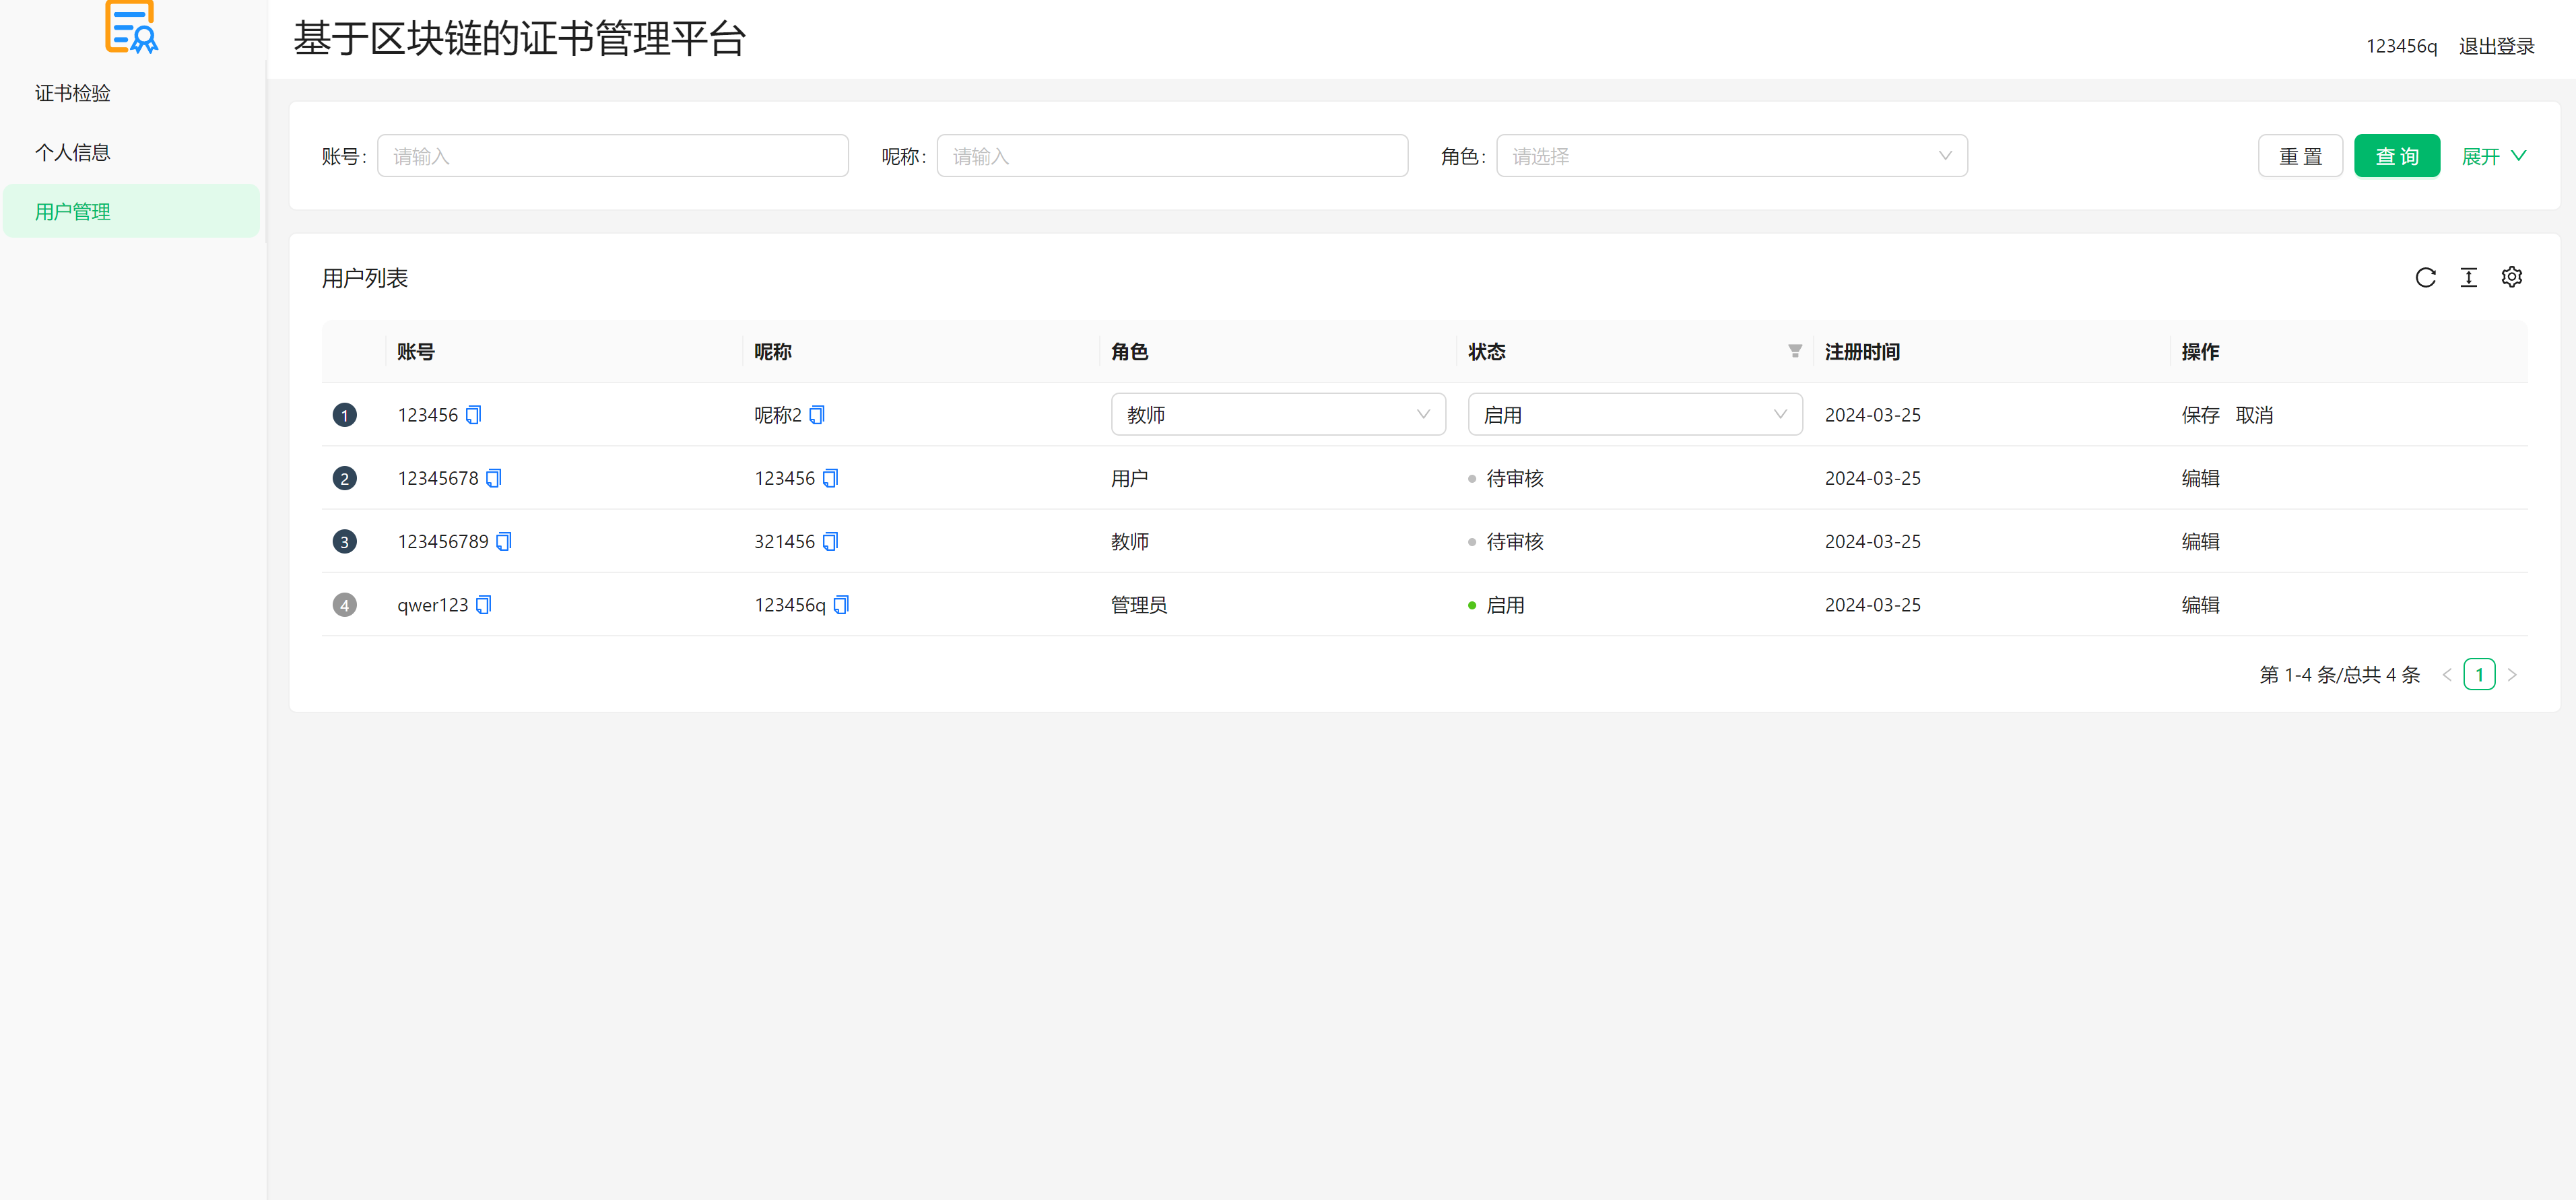 基于区块链的证书管理平台
123456q 退出登录
证书检验
个人信息
用户管理
账号: 请输入 昵称: 请输入 角色: 请选择 重 置 查 询 展开
用户列表
账号 昵称 角色 状态 注册时间 操作
1 123456 昵称2 教师 启用 2024-03-25 保存 取消
2 12345678 123456 用户 待审核 2024-03-25 编辑
3 123456789 321456 教师 待审核 2024-03-25 编辑
4 qwer123 123456q 管理员 启用 2024-03-25 编辑
第 1-4 条/总共 4 条 < 1 >